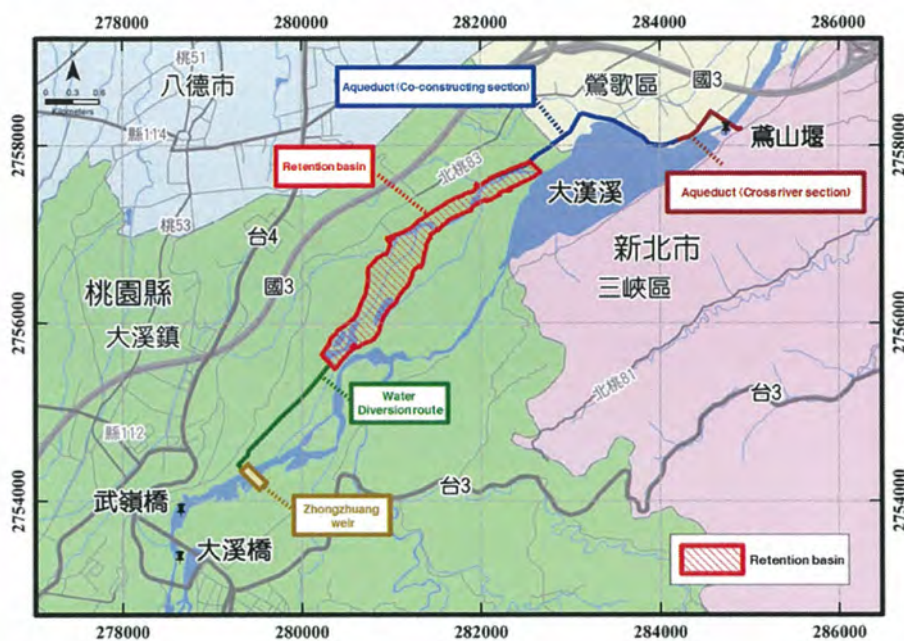 278000
280000
282000
284000
286000
桃51
八德市
Aqueduct (Co-constructing section)
鶯歌區
國3
0 0.3 0.6
Kilometers
縣114
2758000
2758000
鳶山堰
Retention basin
北桃83
大漢溪
Aqueduct (Cross river section)
桃53
台4
新北市
國3
三峽區
桃園縣
大溪鎮
2756000
2756000
北桃81
台3
Water
Diversion route
縣112
武嶺橋
台3
2754000
2754000
Zhongzhuang
weir
大溪橋
Retention basin
278000
280000
282000
284000
286000